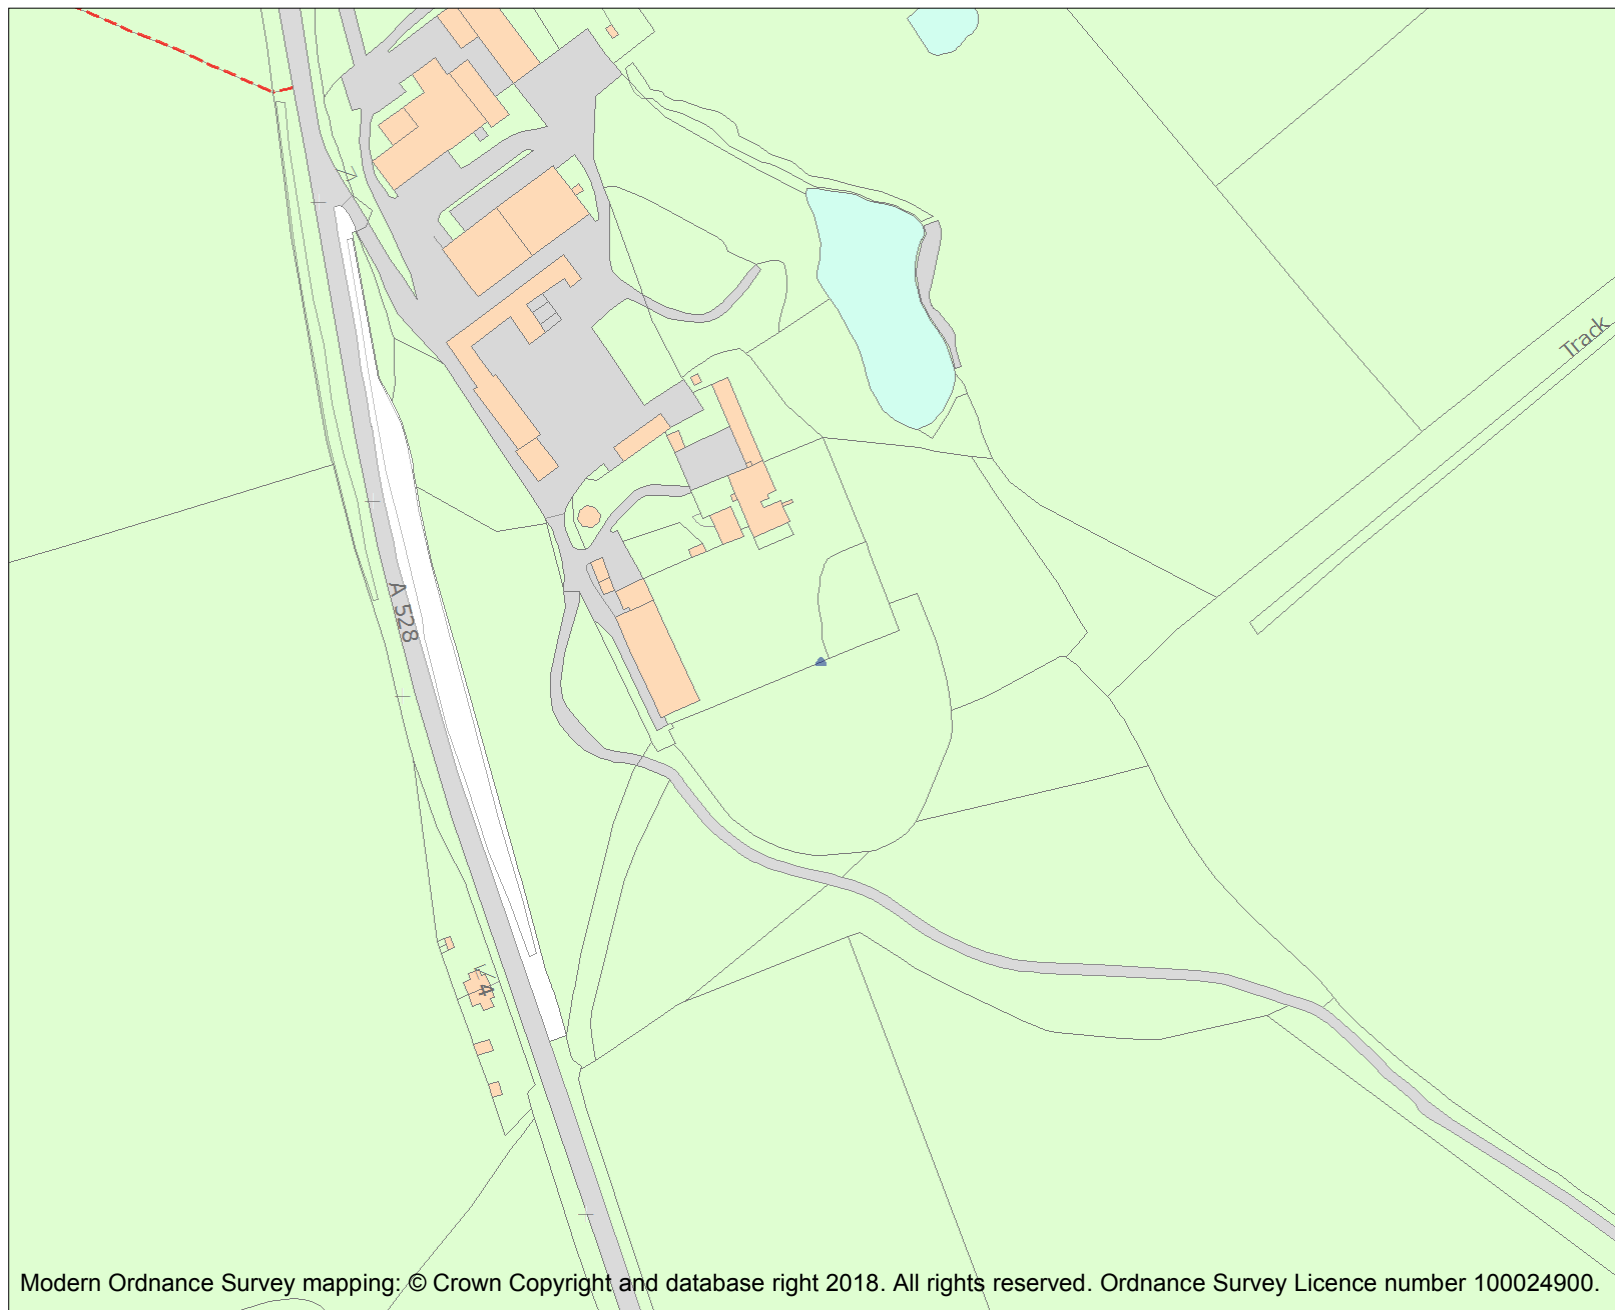 Track
A 528
4
Modern Ordnance Survey mapping: © Crown Copyright and database right 2018. All rights reserved. Ordnance Survey Licence number 100024900.